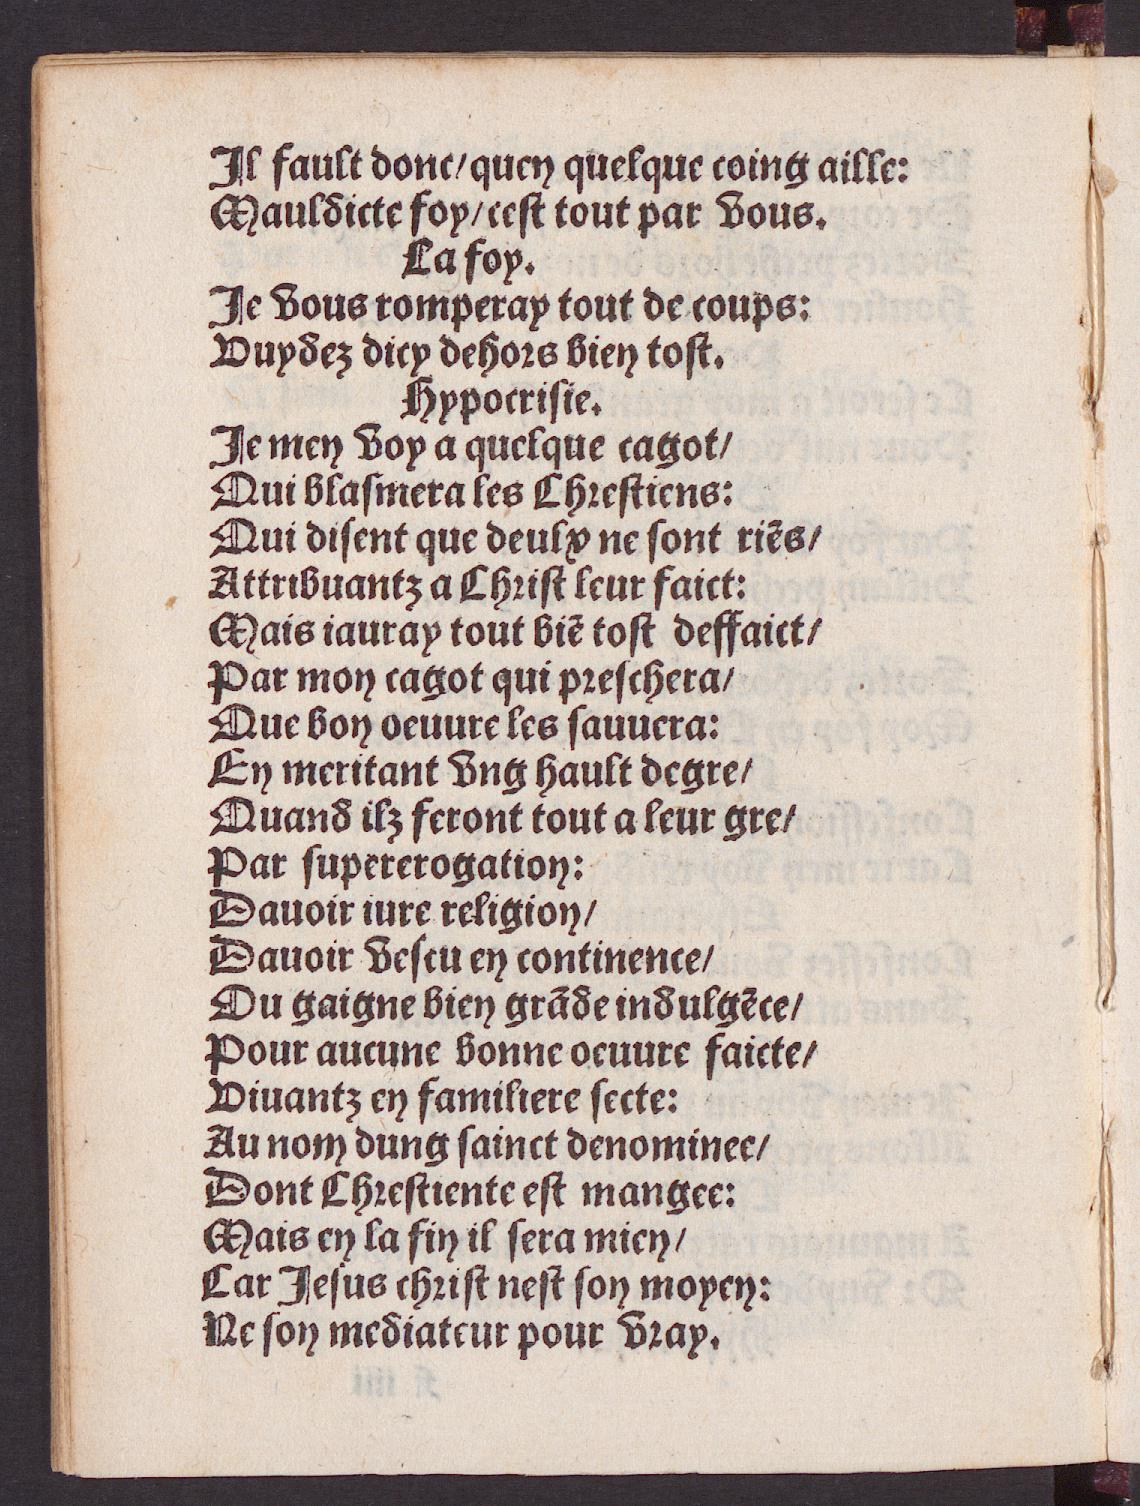 Il fault donc/quen quelque coing aille:
Mauldicte foy/cest tout par vous.
La foy.
Je vous romperay tout de coups:
Vuydez dicy dehors bien tost.
Hypocrisie.
Je men voy a quelque cagot/
Qui blasmera les Chrestiens:
Qui disent que deulx ne sont riẽs/
Attribuantz a Christ leur faict:
Mais iauray tout biẽ tost deffaict/
Par mon cagot qui preschera/
Que bon oeuure les sauuera:
En meritant vng hault degre/
Quand ilz feront tout a leur gre/
Par supererogation:
Dauoir iure religion/
Dauoir vescu en continence/
Ou gaigne bien grãde indulgẽce/
Pour aucune bonne oeuure faicte/
Viuantz en familiere secte:
Au nom dung sainct denominee/
Dont Chrestiente est mangee:
Mais en la fin il sera mien/
Car Jesus christ nest son moyen:
Ne son mediateur pour vray.